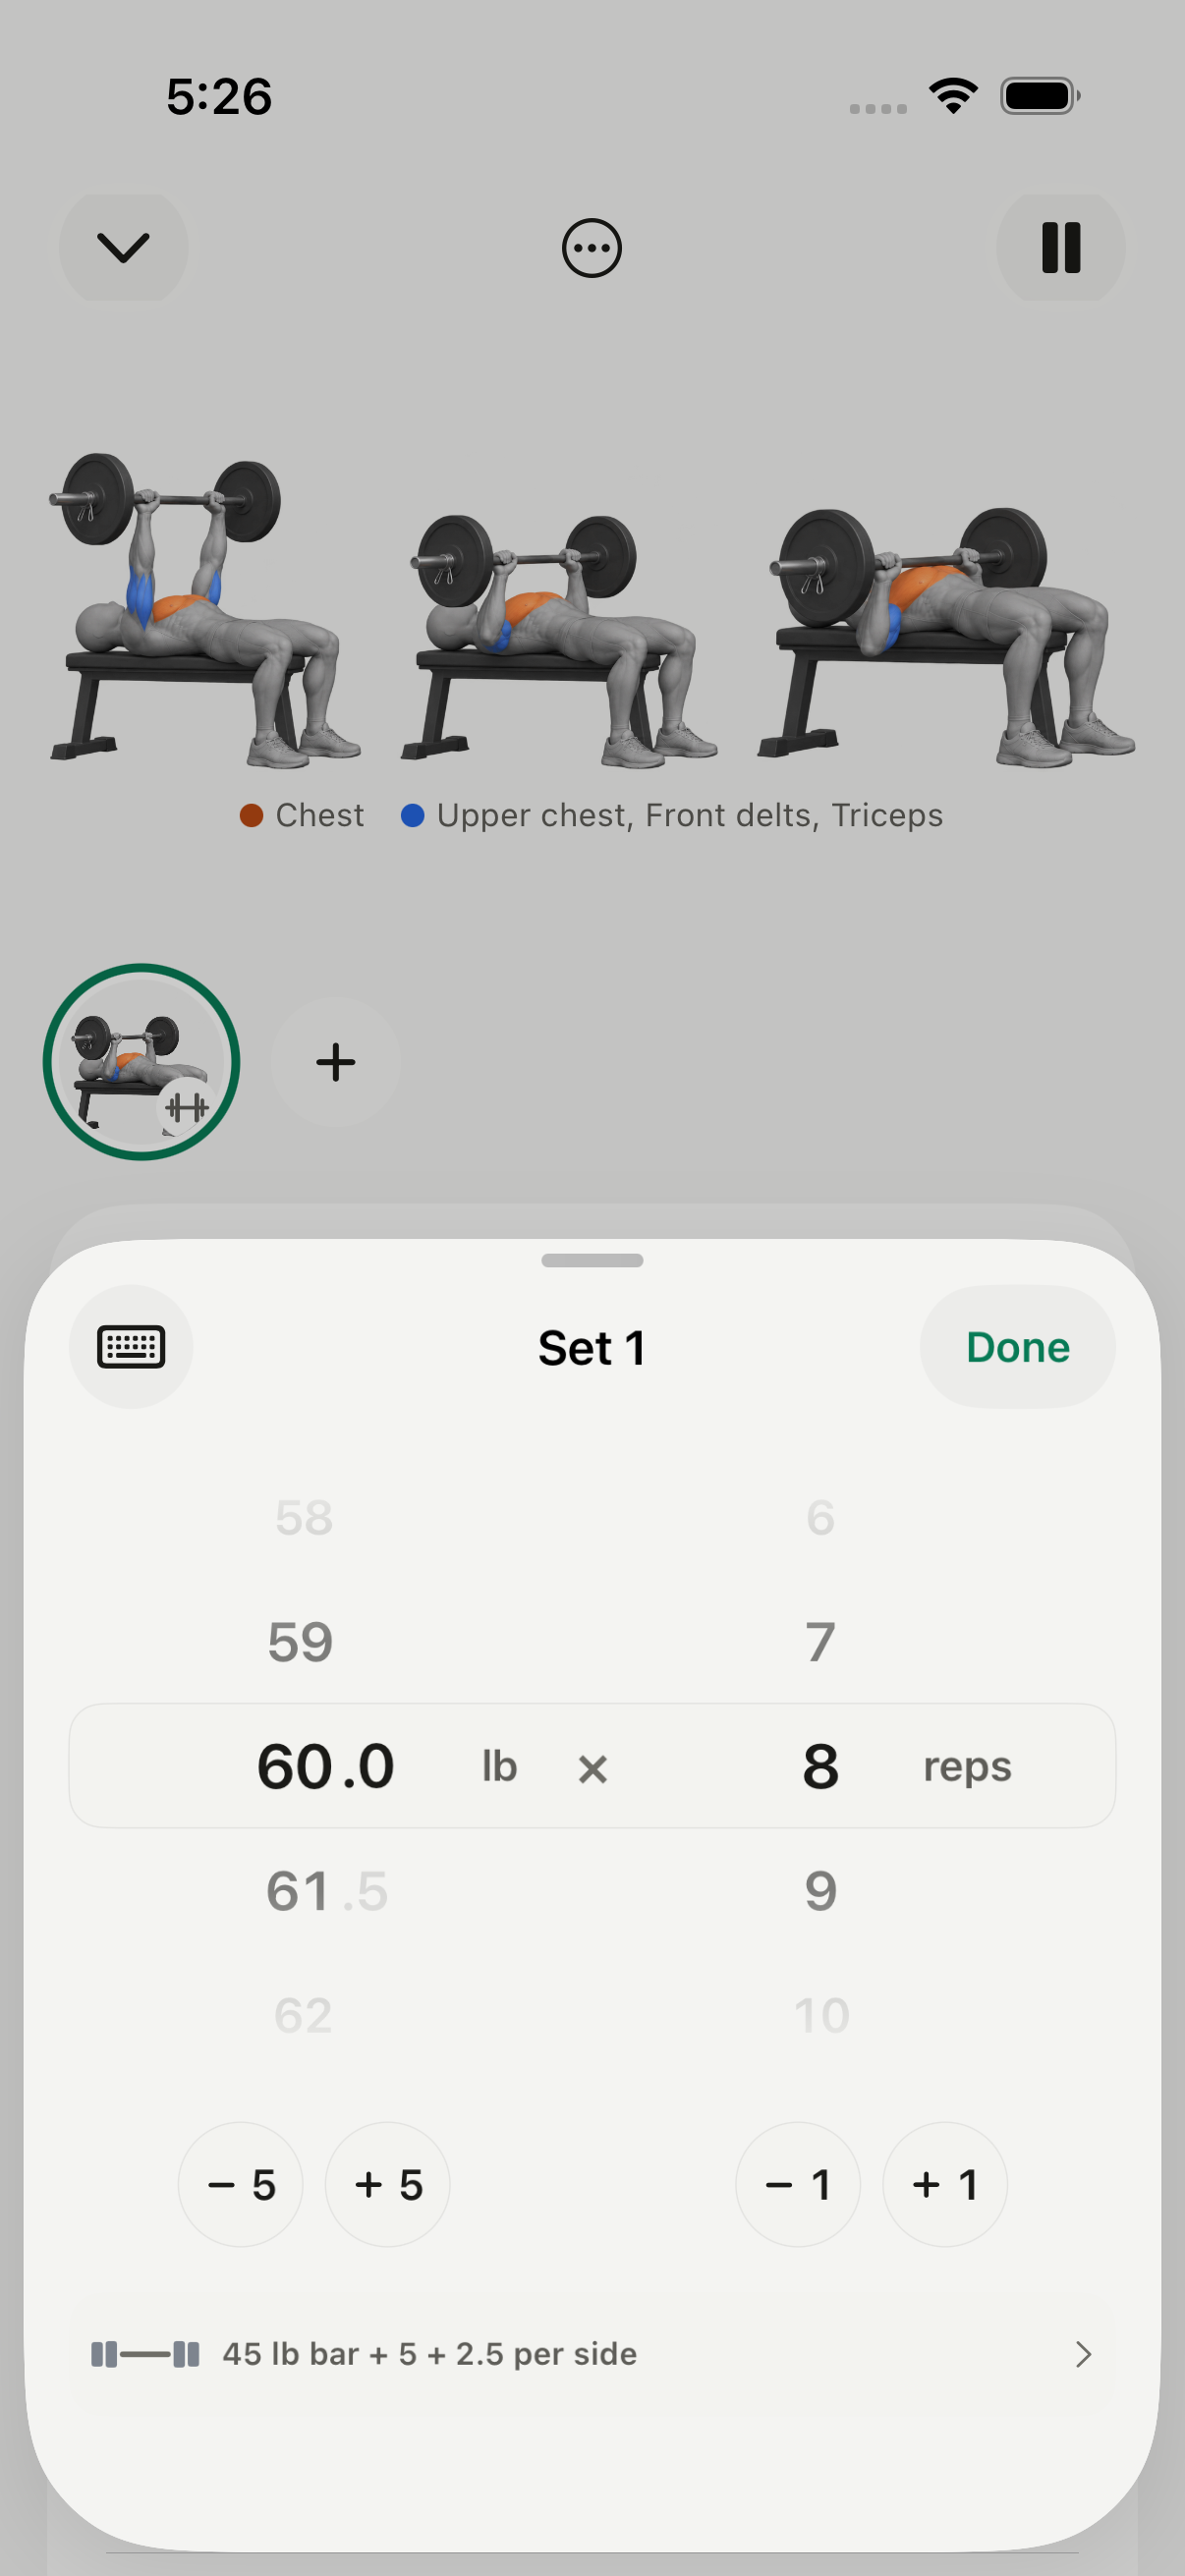 5:26
Chest Upper chest, Front delts, Triceps
Set 1 Done
58 6
59 7
60.0 lb × 8 reps
61.5 9
62 10
− 5 + 5 − 1 + 1
45 lb bar + 5 + 2.5 per side